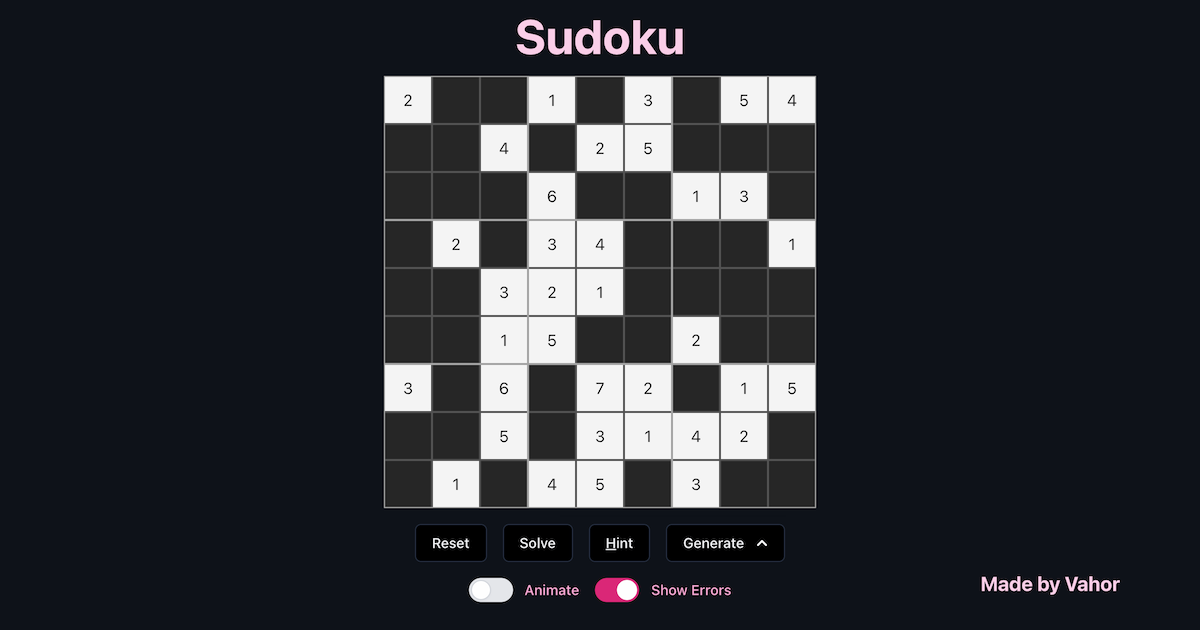 Sudoku
2 1 3 5 4
4 2 5
6 1 3
2 3 4 1
3 2 1
1 5 2
3 6 7 2 1 5
5 3 1 4 2
1 4 5 3
Reset Solve Hint Generate
Animate Show Errors
Made by Vahor